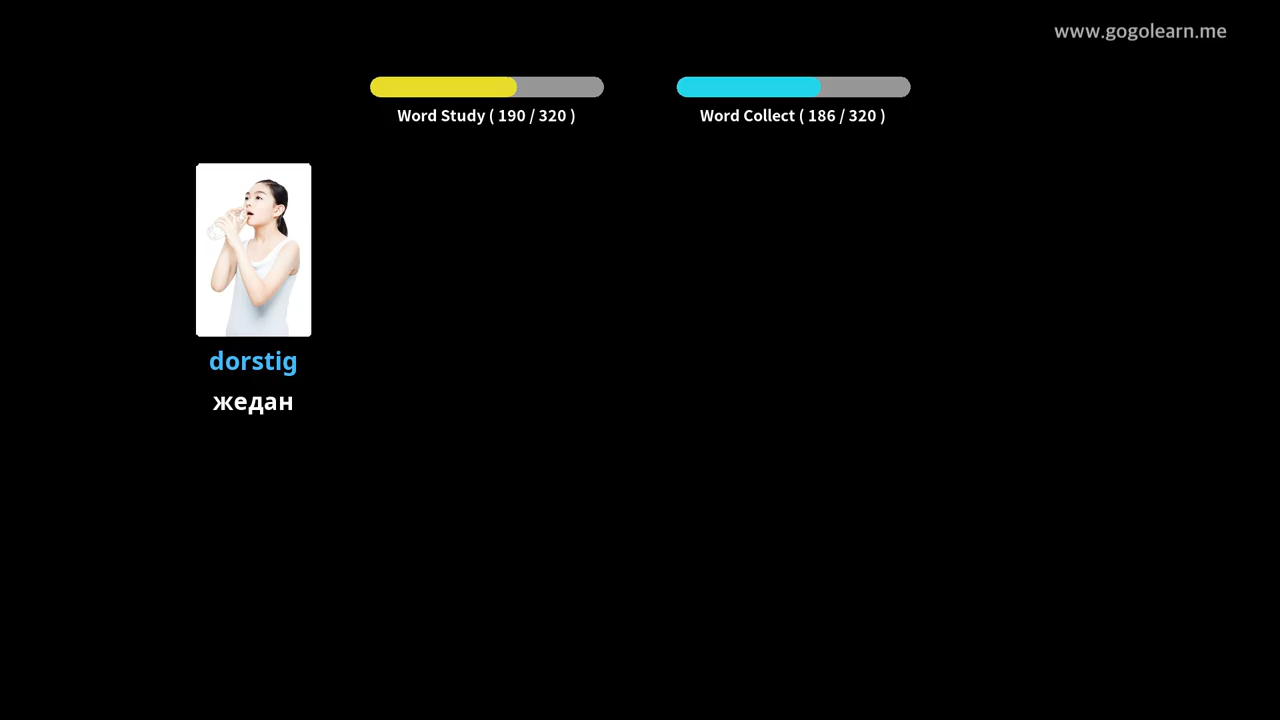 www.gogolearn.me
Word Study ( 190 / 320 )
Word Collect ( 186 / 320 )
dorstig
жедан